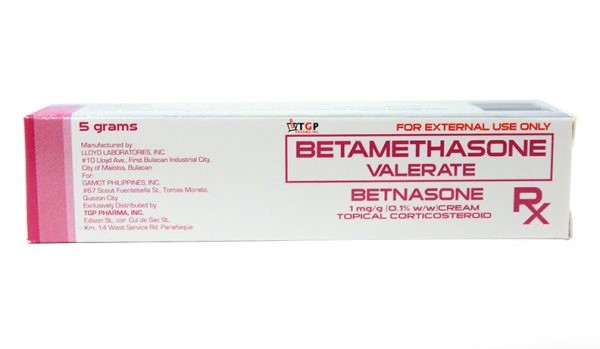 5 grams
Manufactured by
LLOYD LABORATORIES, INC.
#10 Lloyd Ave., First Bulacan Industrial City,
City of Malolos, Bulacan
For:
GAMOT PHILIPPINES, INC.
#67 Scout Fuentebella St., Tomas Morato,
Quezon City
Exclusively Distributed by
TGP PHARMA, INC.
Edison St., cor. Cul de Sac St.,
Km. 14 West Service Rd. Parañaque
TGP
PHARMA INC.
FOR EXTERNAL USE ONLY
BETAMETHASONE
VALERATE
BETNASONE
1 mg/g (0.1% w/w) CREAM
TOPICAL CORTICOSTEROID
Rx